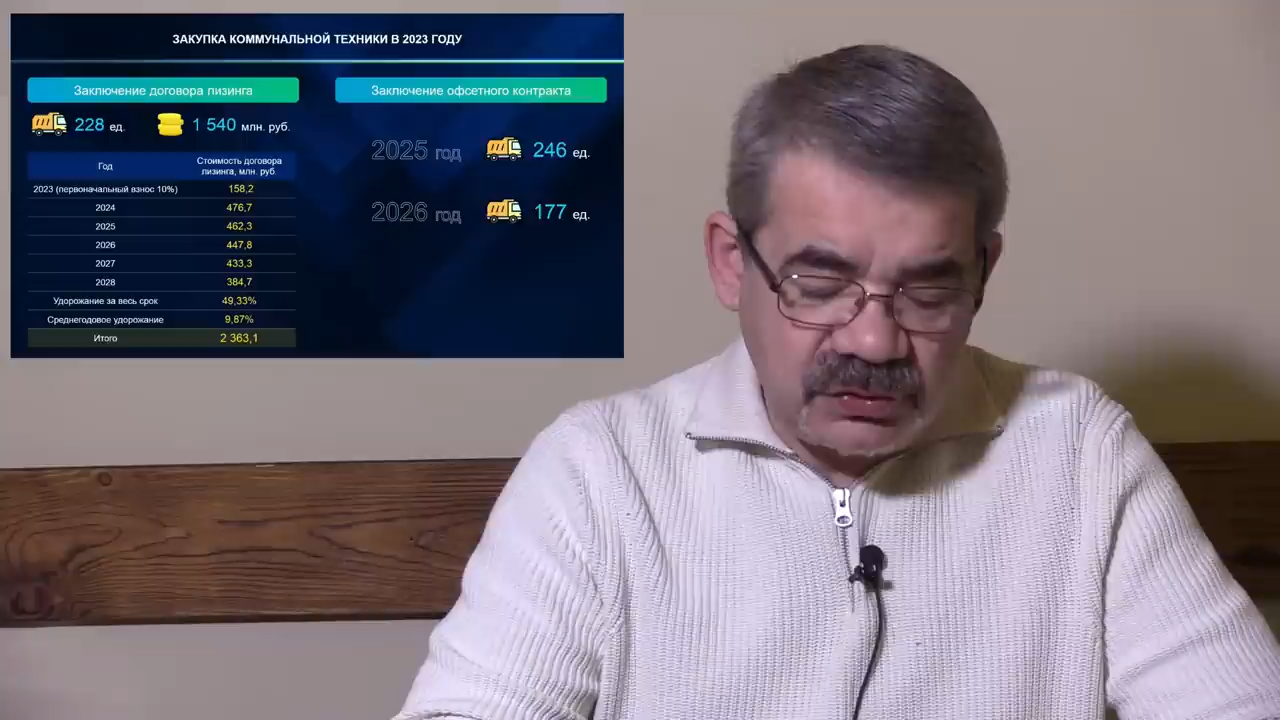 ЗАКУПКА КОММУНАЛЬНОЙ ТЕХНИКИ В 2023 ГОДУ
Заключение договора лизинга
228 ед. 1 540 млн. руб.
Год Стоимость договора лизинга, млн. руб.
2023 (первоначальный взнос 10%) 158,2
2024 476,7
2025 462,3
2026 447,8
2027 433,3
2028 384,7
Удорожание за весь срок 49,33%
Среднегодовое удорожание 9,87%
Итого 2 363,1
Заключение офсетного контракта
2025 год 246 ед.
2026 год 177 ед.